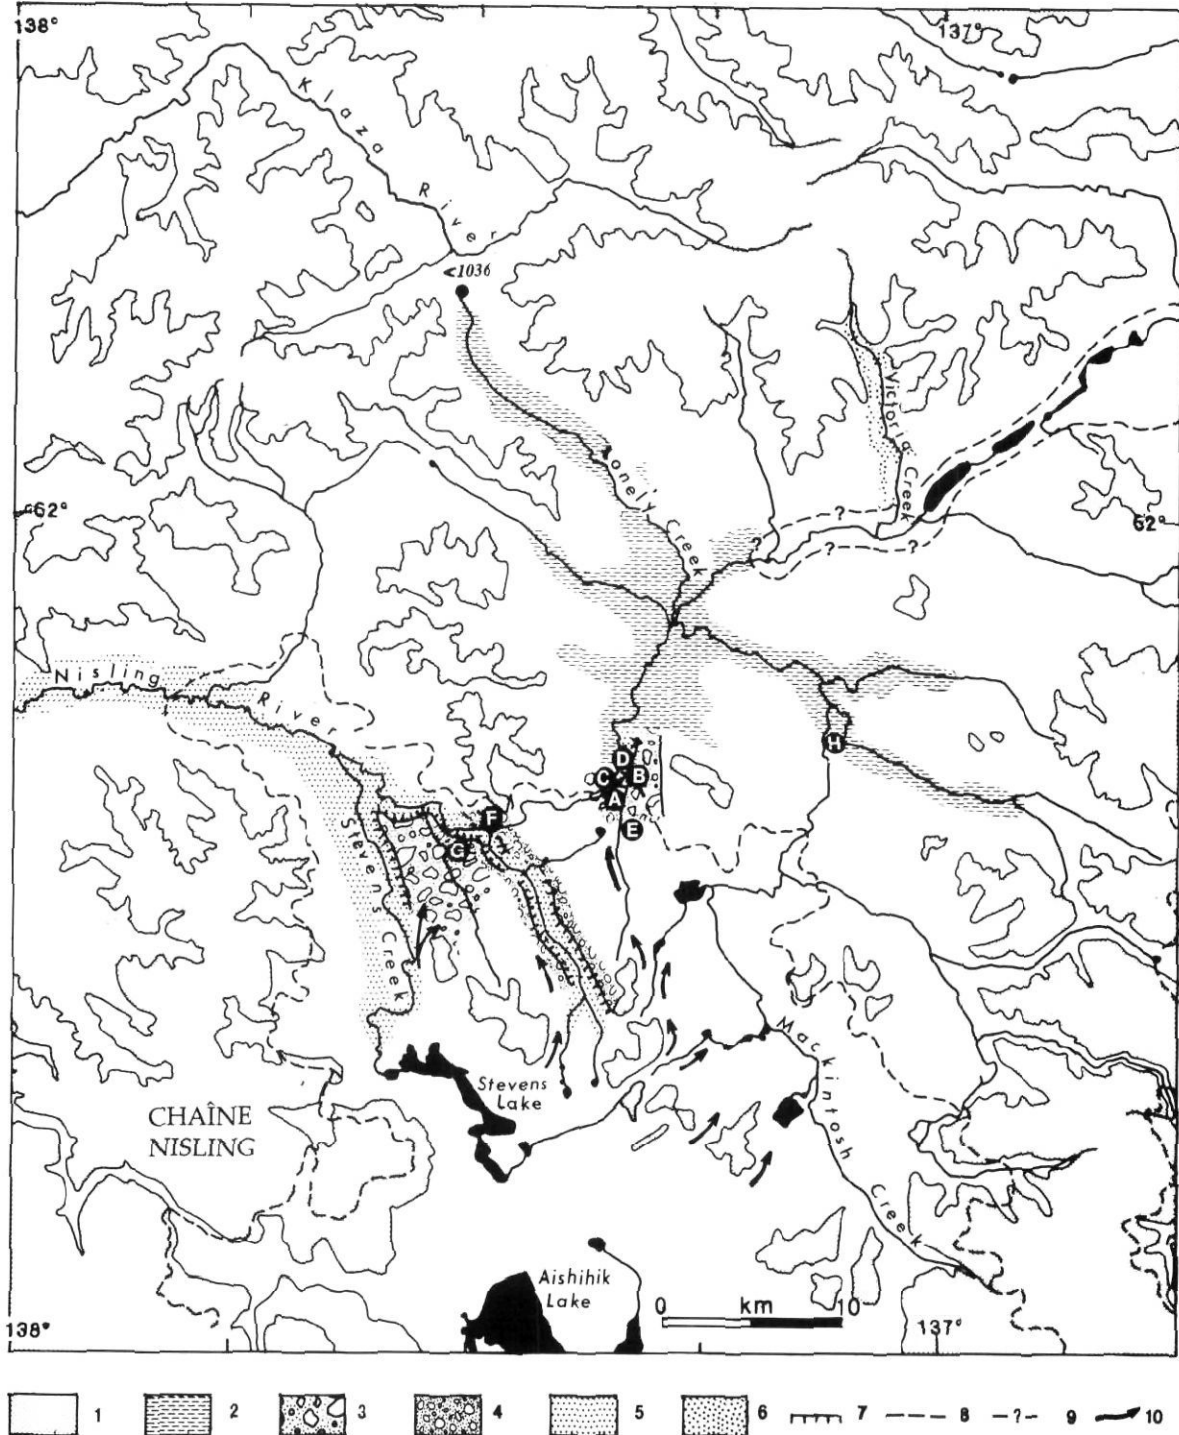 138°
137°
Klaza
River
<1036
Victoria Creek
Lonely Creek
62°
62°
?
?
?
?
Nisling
River
H
D
C
B
A
E
F
G
Stevens Creek
Mackintosh
Creek
Stevens
Lake
CHAÎNE
NISLING
Aishihik
Lake
0 km 10
138°
137°
1 2 3 4 5 6 7 8 -?- 9 10